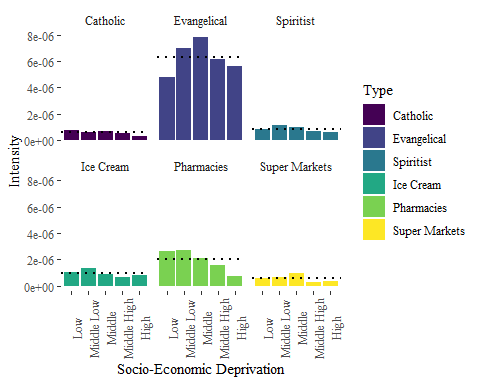 Catholic Evangelical Spiritist
8e-06
6e-06
4e-06
2e-06
0e+00
Ice Cream Pharmacies Super Markets
8e-06
6e-06
4e-06
2e-06
0e+00
Intensity
Low Middle Low Middle Middle High High Low Middle Low Middle Middle High High Low Middle Low Middle Middle High High
Socio-Economic Deprivation
Type
Catholic
Evangelical
Spiritist
Ice Cream
Pharmacies
Super Markets